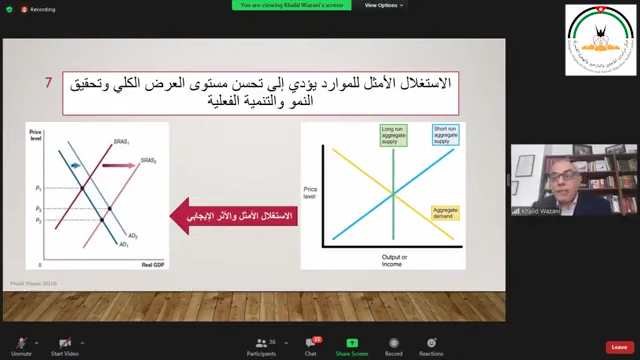 Recording
You are viewing Khalid Wazani's screen
View Options
7
الاستغلال الأمثل للموارد يؤدي إلى تحسن مستوى العرض الكلي وتحقيق
النمو والتنمية الفعلية
Price
level
SRAS1
SRAS2
P1
P3
P2
AD2
AD1
0
Real GDP
الاستغلال الأمثل والأثر الايجابي
Long run
aggregate
supply
Short run
aggregate
supply
Price
level
Aggregate
demand
Output or
Income
Khalid Wazani
Unmute
Start Video
Participants
36
Chat
Share Screen
Record
Reactions
Leave